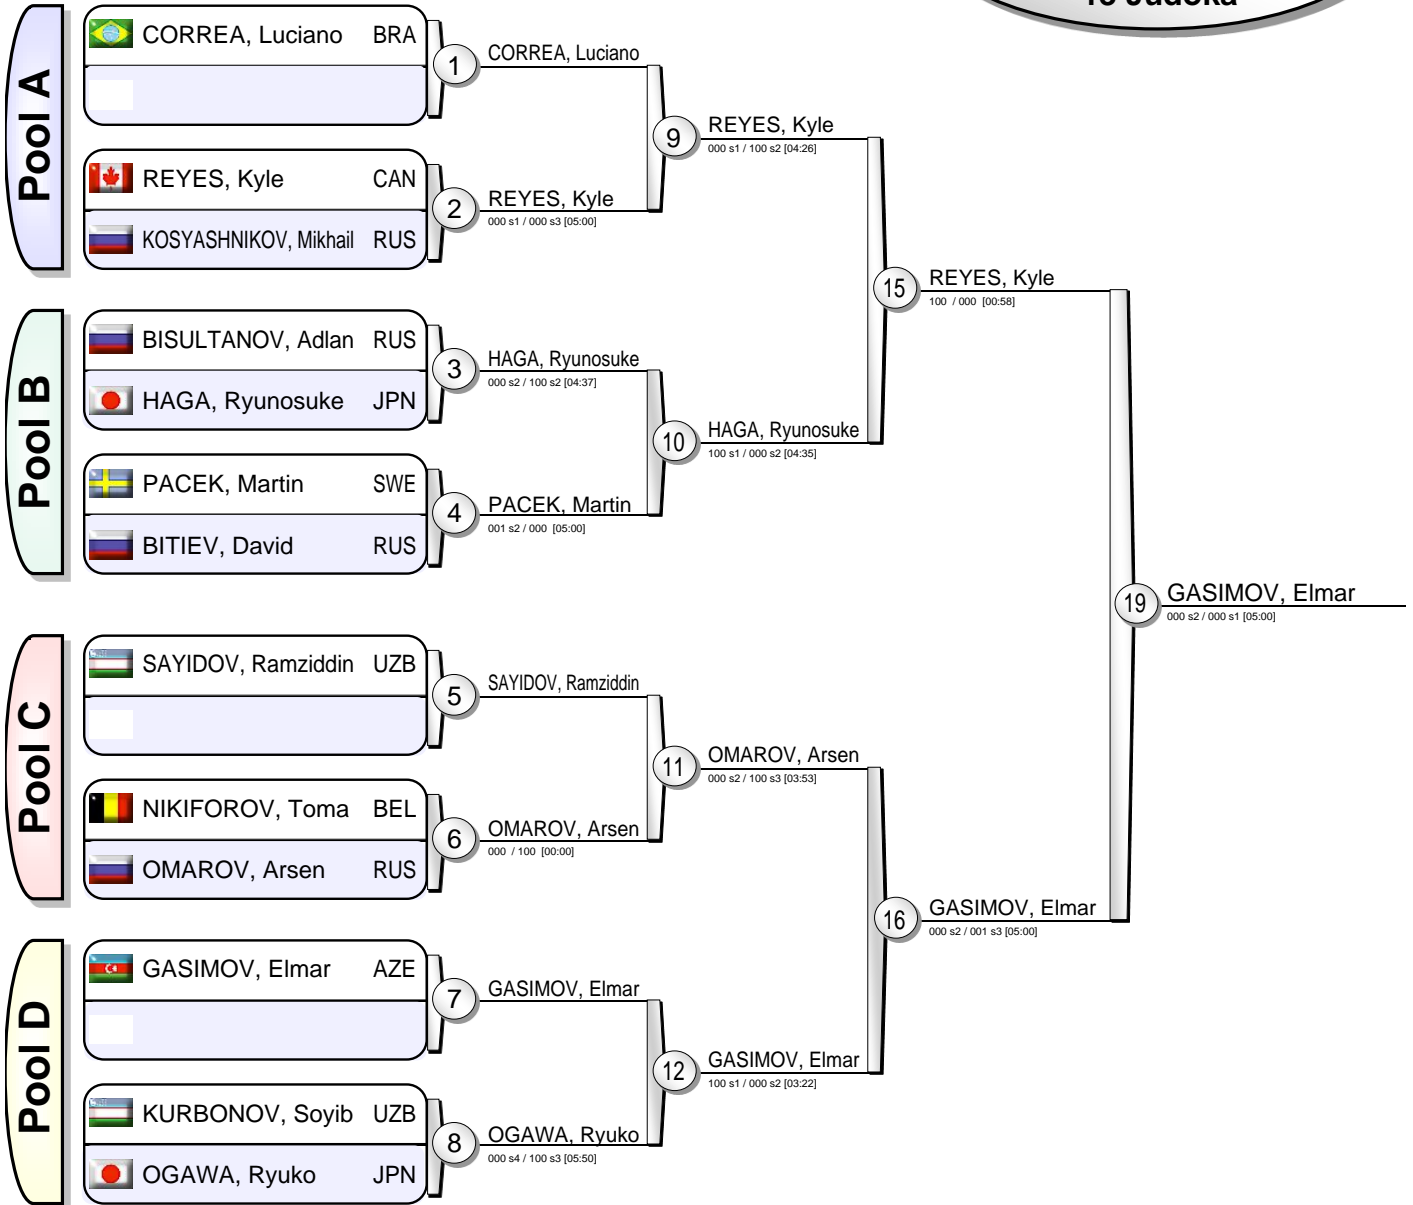 Pool A
CORREA, Luciano BRA
REYES, Kyle CAN
KOSYASHNIKOV, Mikhail RUS
Pool B
BISULTANOV, Adlan RUS
HAGA, Ryunosuke JPN
PACEK, Martin SWE
BITIEV, David RUS
Pool C
SAYIDOV, Ramziddin UZB
NIKIFOROV, Toma BEL
OMAROV, Arsen RUS
Pool D
GASIMOV, Elmar AZE
KURBONOV, Soyib UZB
OGAWA, Ryuko JPN
1
CORREA, Luciano
2
REYES, Kyle
000 s1 / 000 s3 [05:00]
3
HAGA, Ryunosuke
000 s2 / 100 s2 [04:37]
4
PACEK, Martin
001 s2 / 000 [05:00]
5
SAYIDOV, Ramziddin
6
OMAROV, Arsen
000 / 100 [00:00]
7
GASIMOV, Elmar
8
OGAWA, Ryuko
000 s4 / 100 s3 [05:50]
9
REYES, Kyle
000 s1 / 100 s2 [04:26]
10
HAGA, Ryunosuke
100 s1 / 000 s2 [04:35]
11
OMAROV, Arsen
000 s2 / 100 s3 [03:53]
12
GASIMOV, Elmar
100 s1 / 000 s2 [03:22]
15
REYES, Kyle
100 / 000 [00:58]
16
GASIMOV, Elmar
000 s2 / 001 s3 [05:00]
19
GASIMOV, Elmar
000 s2 / 000 s1 [05:00]
Judoka